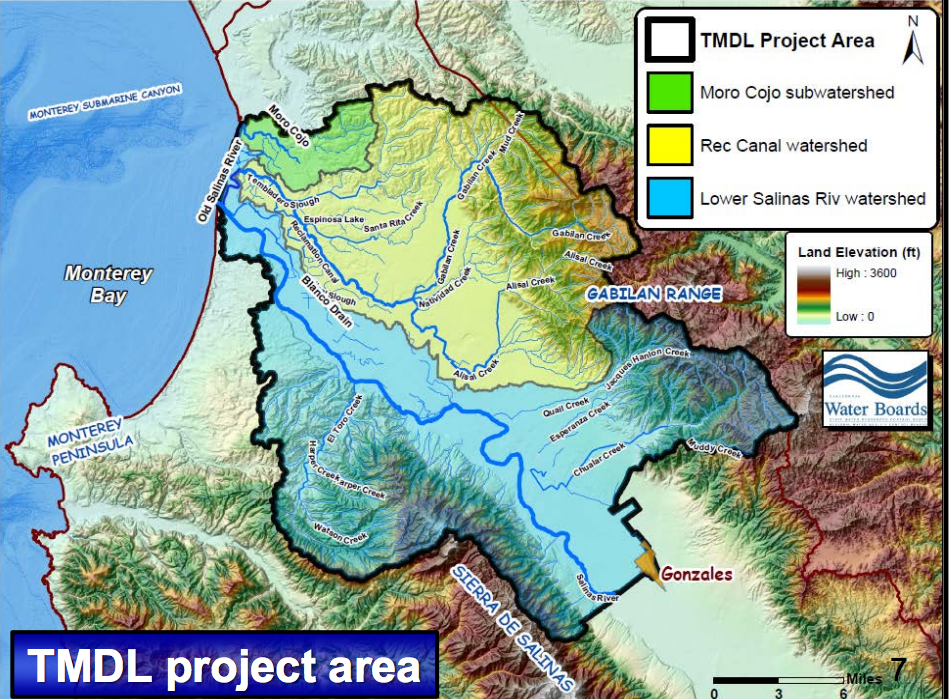 N
TMDL Project Area
Moro Cojo subwatershed
Rec Canal watershed
Lower Salinas Riv watershed
Land Elevation (ft)
High : 3600
Low : 0
Water Boards
MONTEREY SUBMARINE CANYON
Moro Cojo
Old Salinas River
Tembladero Slough
Espinosa Lake
Santa Rita Creek
Reclamation Canal
Gabilan Creek
Mud Creek
Gabilan Creek
Gabilan Creek
Alisal Creek
Alisal Creek
Natividad Creek
Slough
Blanco Drain
Monterey
Bay
GABILAN RANGE
Alisal Creek
Jacques Hanlon Creek
Quail Creek
Esperanza Creek
Chualar Creek
Muddy Creek
MONTEREY
PENINSULA
El Toro Creek
Harper Creek
arper Creek
Watson Creek
Salinas River
Gonzales
SIERRA DE SALINAS
TMDL project area
7
Miles
0 3 6